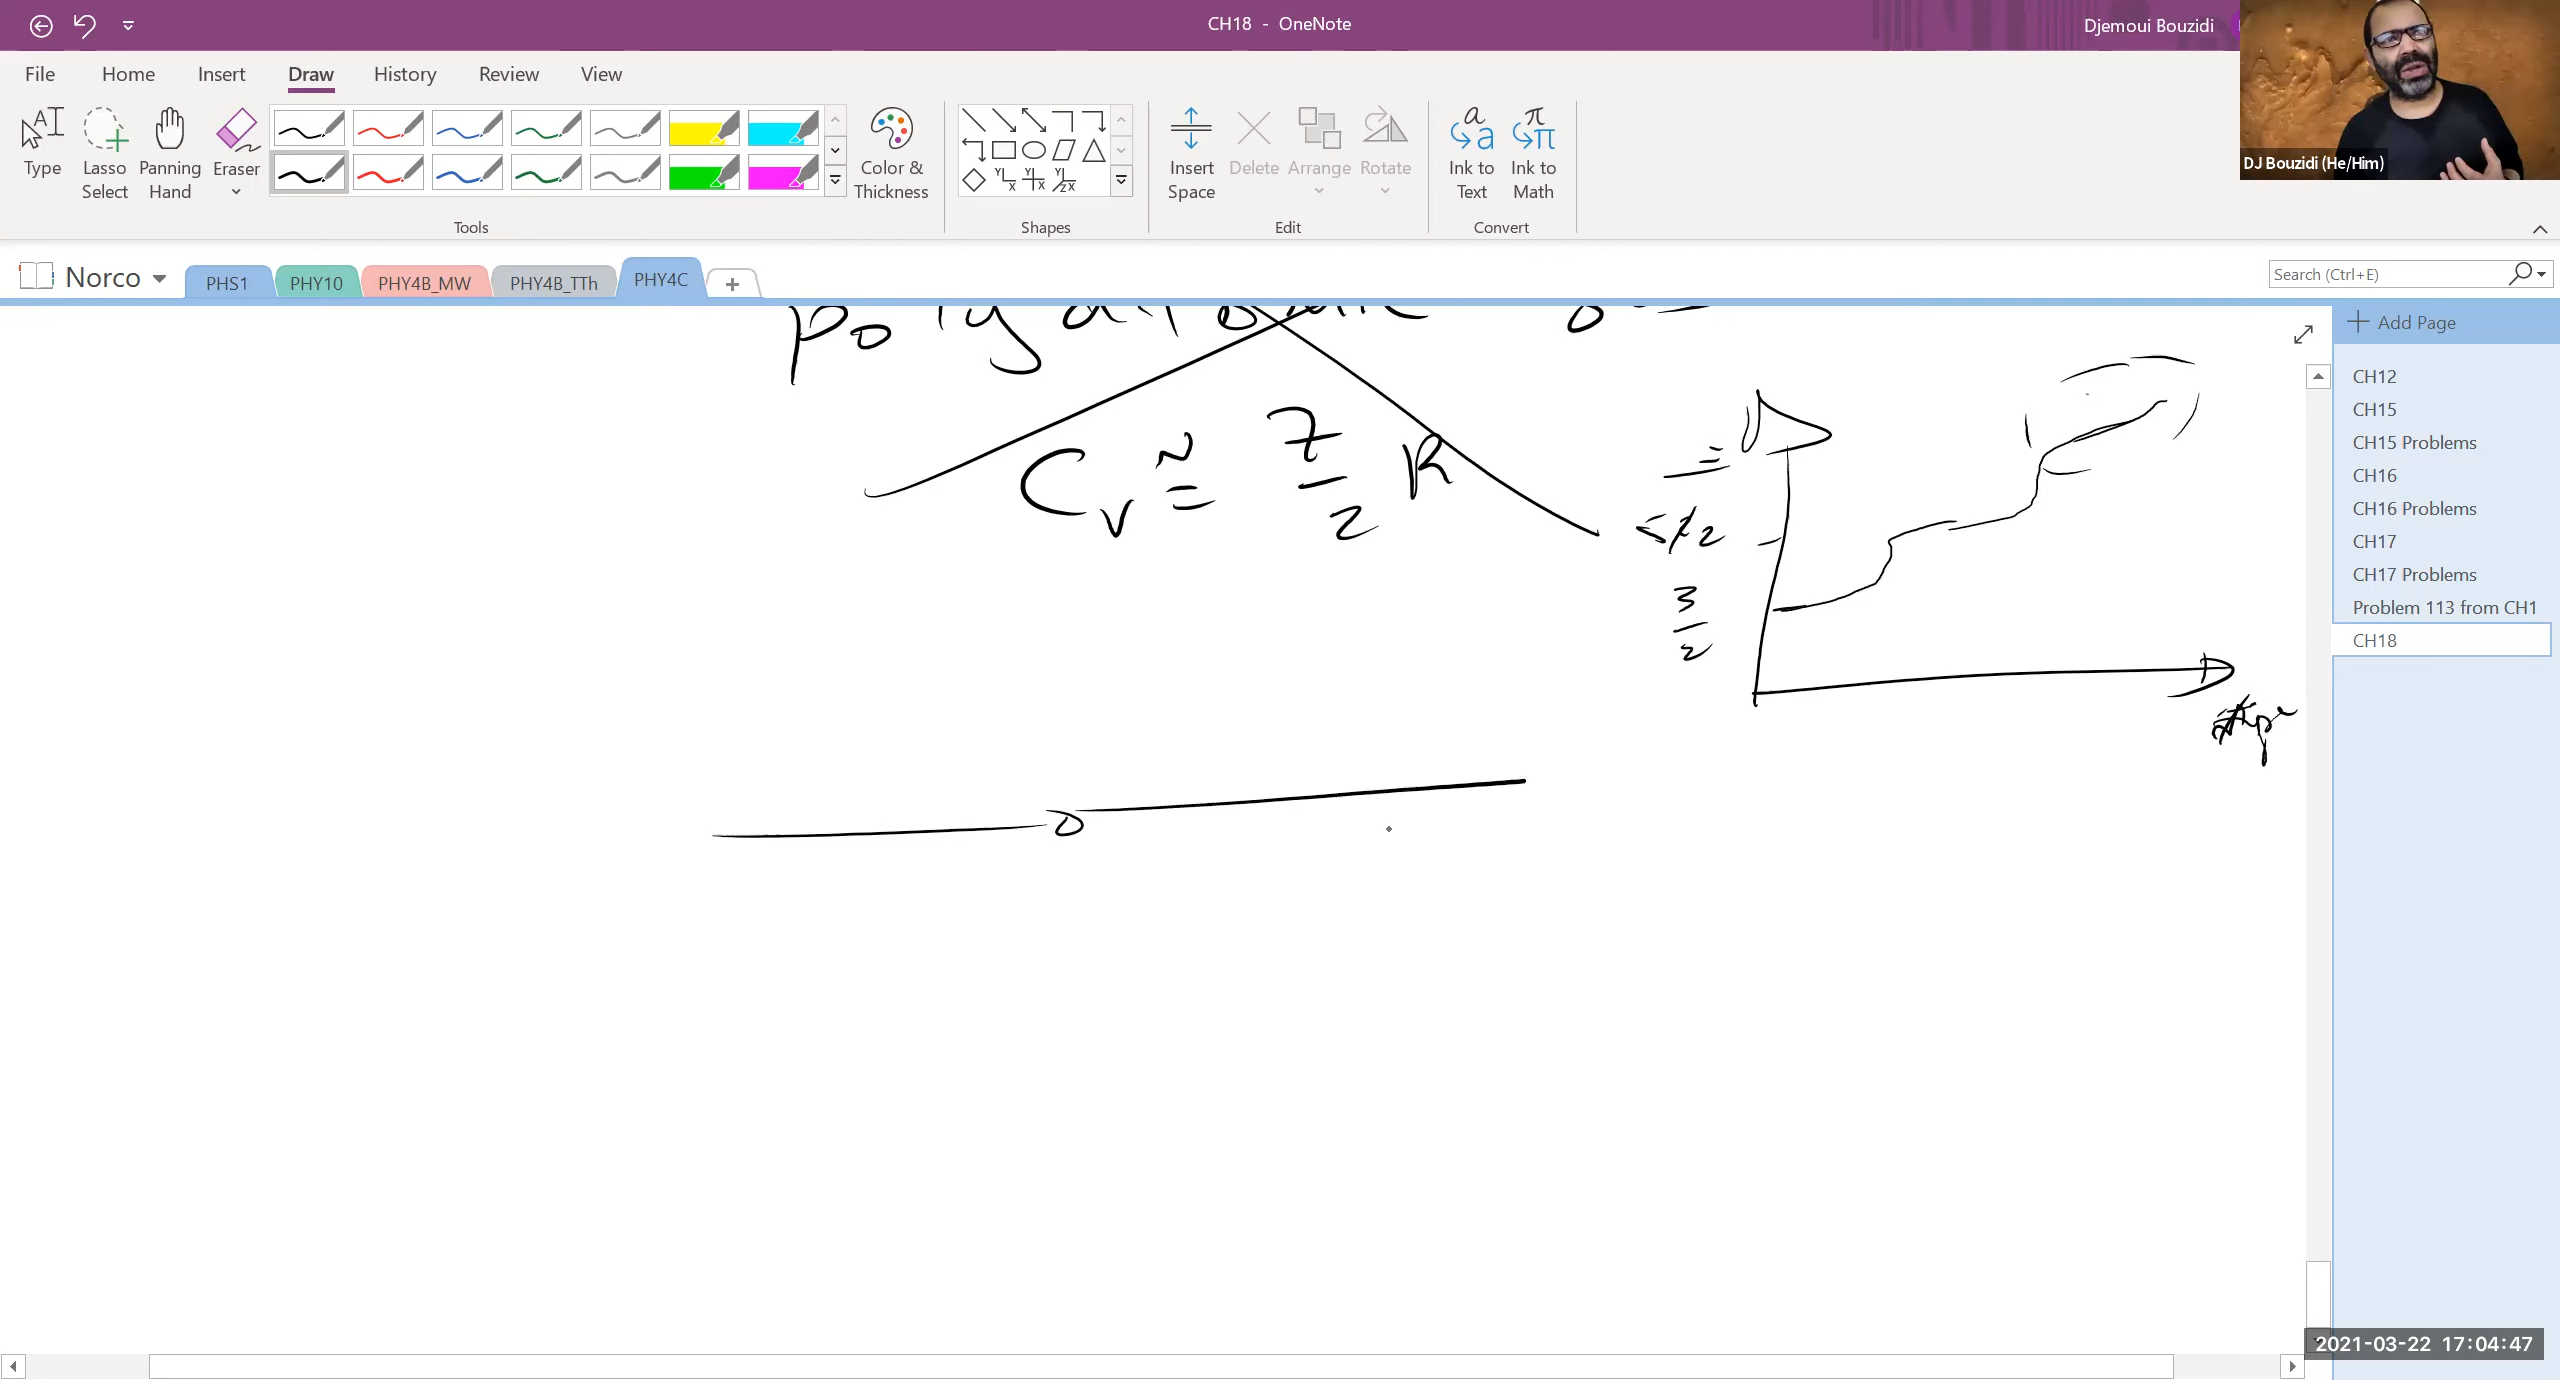 CH18 - OneNote
Djemoui Bouzidi
File Home Insert Draw History Review View
Type
Lasso Select
Panning Hand
Eraser
Color & Thickness
Insert Space
Delete
Arrange
Rotate
Ink to Text
Ink to Math
Tools
Shapes
Edit
Convert
DJ Bouzidi (He/Him)
Norco
PHS1
PHY10
PHY4B_MW
PHY4B_TTh
PHY4C
Search (Ctrl+E)
Add Page
CH12
CH15
CH15 Problems
CH16
CH16 Problems
CH17
CH17 Problems
Problem 113 from CH1
CH18
Cv ≅ 7/2 R
5/2
3/2
2021-03-22 17:04:47